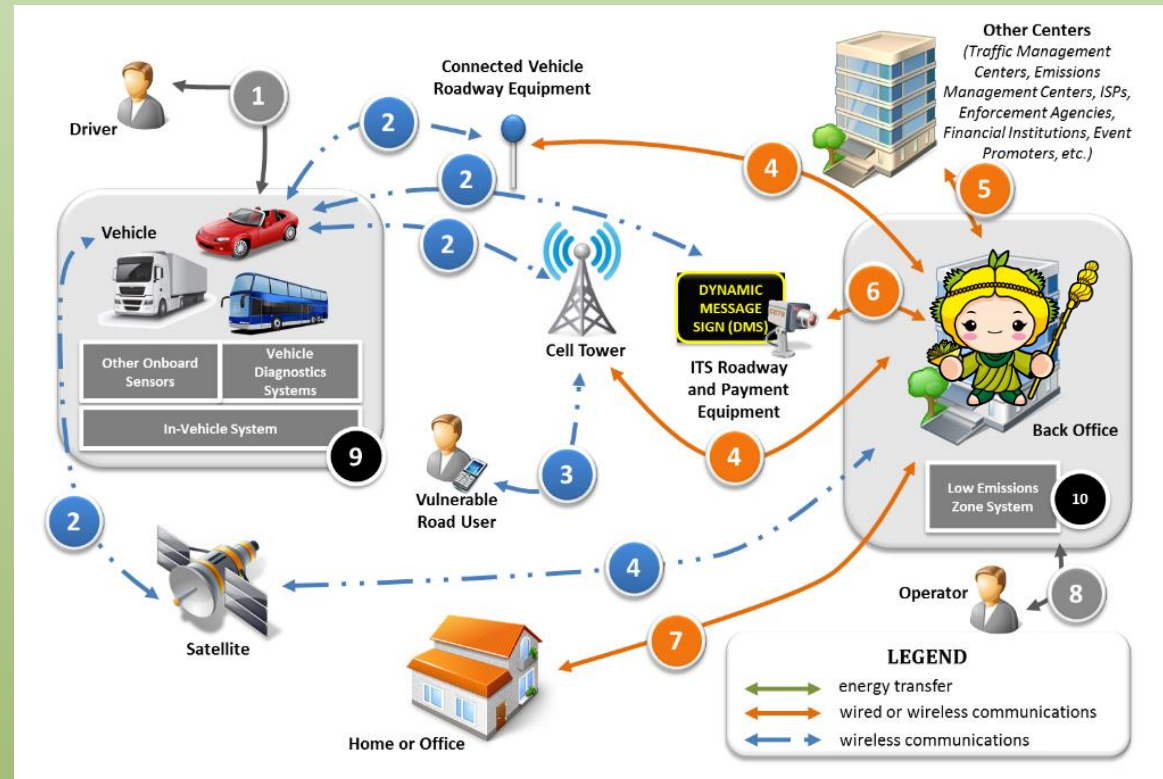 Other Centers
(Traffic Management
Centers, Emissions
Management Centers, ISPs,
Enforcement Agencies,
Financial Institutions, Event
Promoters, etc.)
Connected Vehicle
Roadway Equipment
Driver
1
2
2
2
4
5
Vehicle
Other Onboard
Sensors
Vehicle
Diagnostics
Systems
In-Vehicle System
9
Cell Tower
DYNAMIC
MESSAGE
SIGN (DMS)
CCTV
ITS Roadway
and Payment
Equipment
6
Back Office
Low Emissions
Zone System
10
4
3
Vulnerable
Road User
2
Satellite
4
Operator
8
7
Home or Office
LEGEND
energy transfer
wired or wireless communications
wireless communications